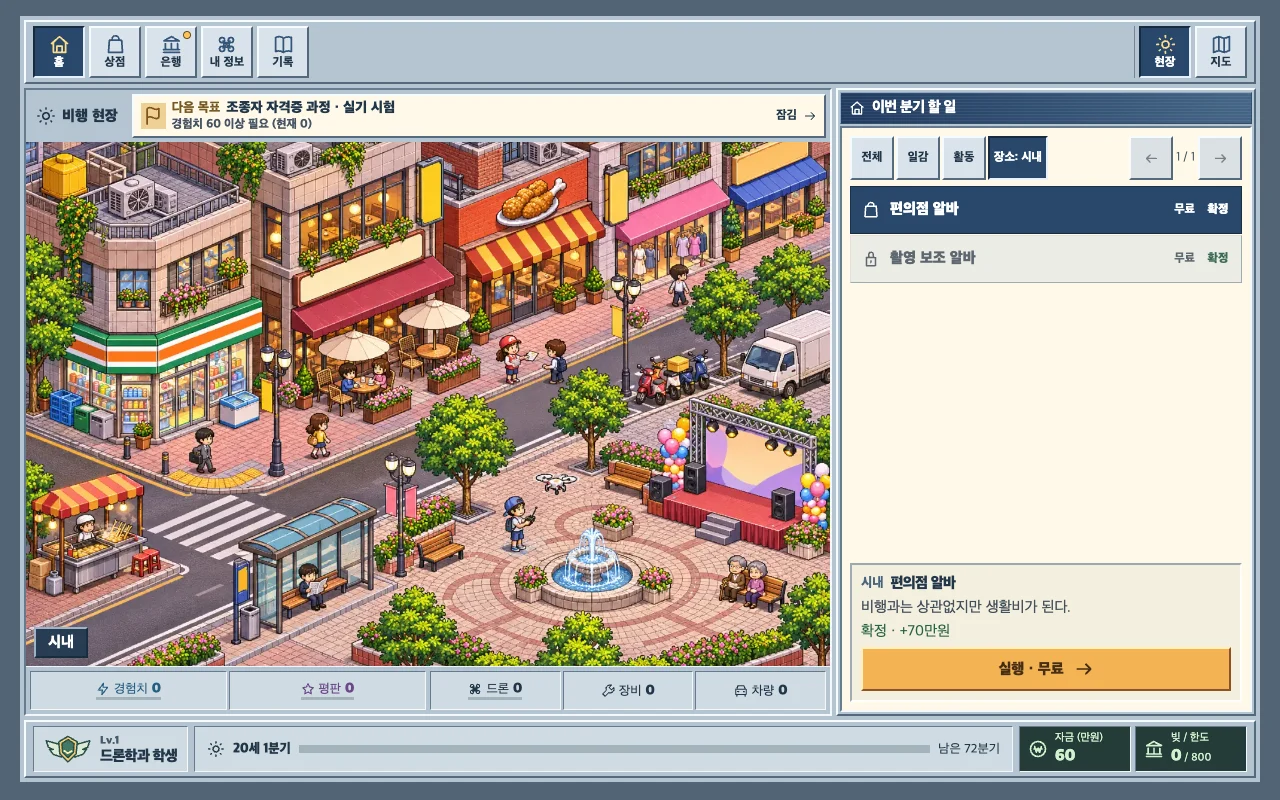 홈
상점
은행
내 정보
기록
현장
지도
비행 현장
다음 목표 조종자 자격증 과정 · 실기 시험
경험치 60 이상 필요 (현재 0)
잠김 →
이번 분기 할 일
전체
일감
활동
장소: 시내
← 1 / 1 →
편의점 알바 무료 확정
촬영 보조 알바 무료 확정
시내
시내 편의점 알바
비행과는 상관없지만 생활비가 된다.
확정 · +70만원
실행 · 무료 →
경험치 0
평판 0
드론 0
장비 0
차량 0
Lv.1
드론학과 학생
20세 1분기
남은 72분기
자금 (만원)
60
빚 / 한도
0 / 800